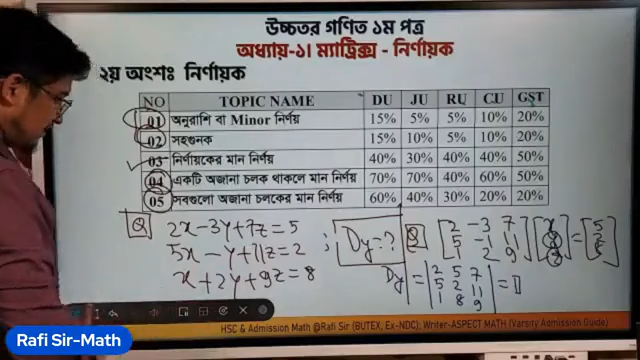 উচ্চতর গণিত ১ম পত্র
অধ্যায়-১। ম্যাট্রিক্স - নির্ণায়ক
২য় অংশঃ নির্ণায়ক
NO TOPIC NAME DU JU RU CU GST
01 অনুরাশি বা Minor নির্ণয় 15% 5% 5% 10% 20%
02 সহগুনক 15% 10% 5% 10% 20%
03 নির্ণায়কের মান নির্ণয় 40% 30% 40% 40% 50%
04 একটি অজানা চলক থাকলে মান নির্ণয় 70% 70% 40% 60% 50%
05 সবগুলো অজানা চলকের মান নির্ণয় 60% 40% 30% 20% 20%
Q 2x-3y+7z=5
5x-y+11z=2
x+2y+9z=8
; Dy=?
2 -3 7
5 -1 11
1 2 9
Dy = 2 5 7
5 2 11
1 8 9
HSC & Admission Math @Rafi Sir (BUTEX, Ex-NDC); Writer-ASPECT MATH (Varsity Admission Guide)
Rafi Sir-Math